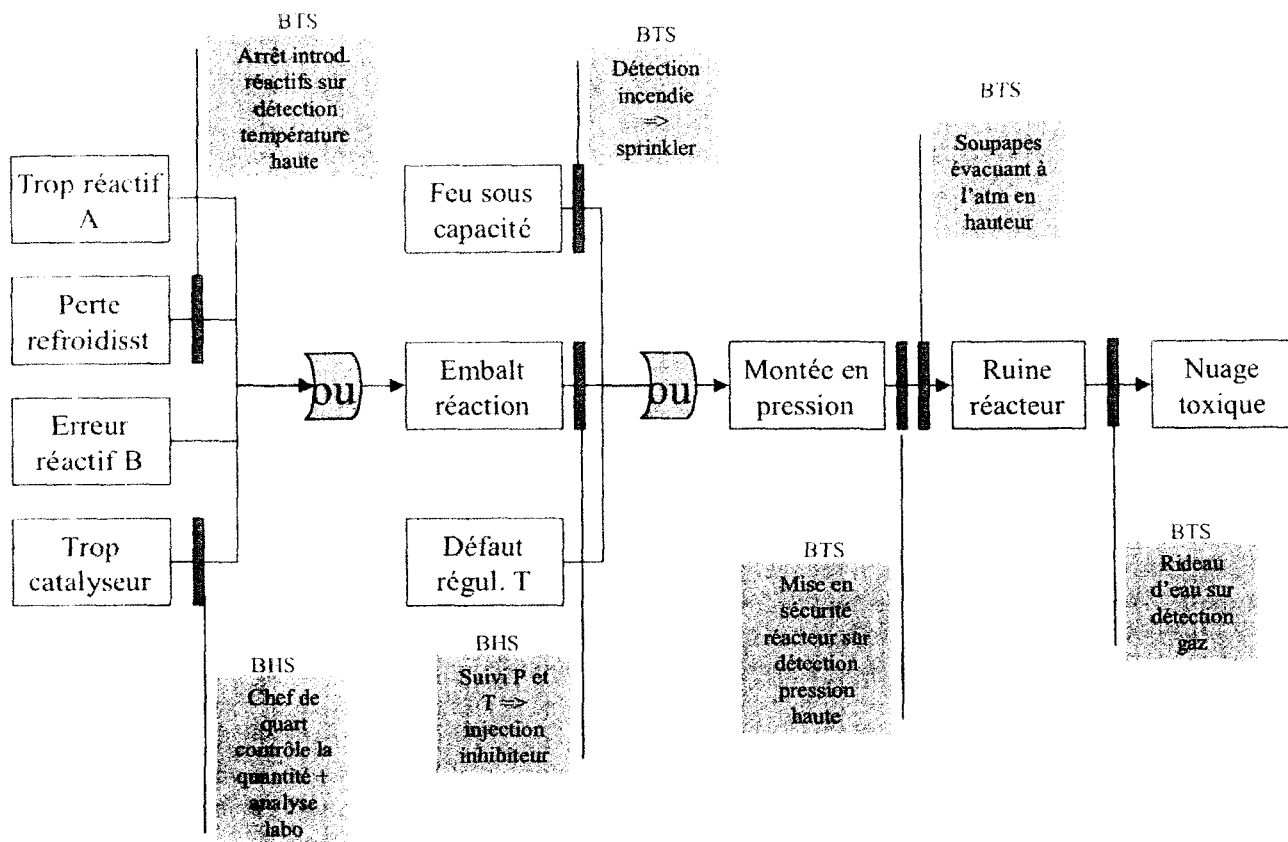 BTS
Arrêt introd.
réactifs sur
détection
température
haute
BTS
Détection
incendie
=>
sprinkler
BTS
Soupapes
évacuant à
l'atm en
hauteur
Trop réactif
A
Feu sous
capacité
Perte
refroidisst
ou
Embalt
réaction
ou
Montée en
pression
Ruine
réacteur
Nuage
toxique
Erreur
réactif B
Trop
catalyseur
Défaut
régul. T
BTS
Mise en
sécurité
réacteur sur
détection
pression
haute
BTS
Rideau
d'eau sur
détection
gaz
BHS
Chef de
quart
contrôle la
quantité +
analyse
labo
BHS
Suivi P et
T =>
injection
inhibiteur